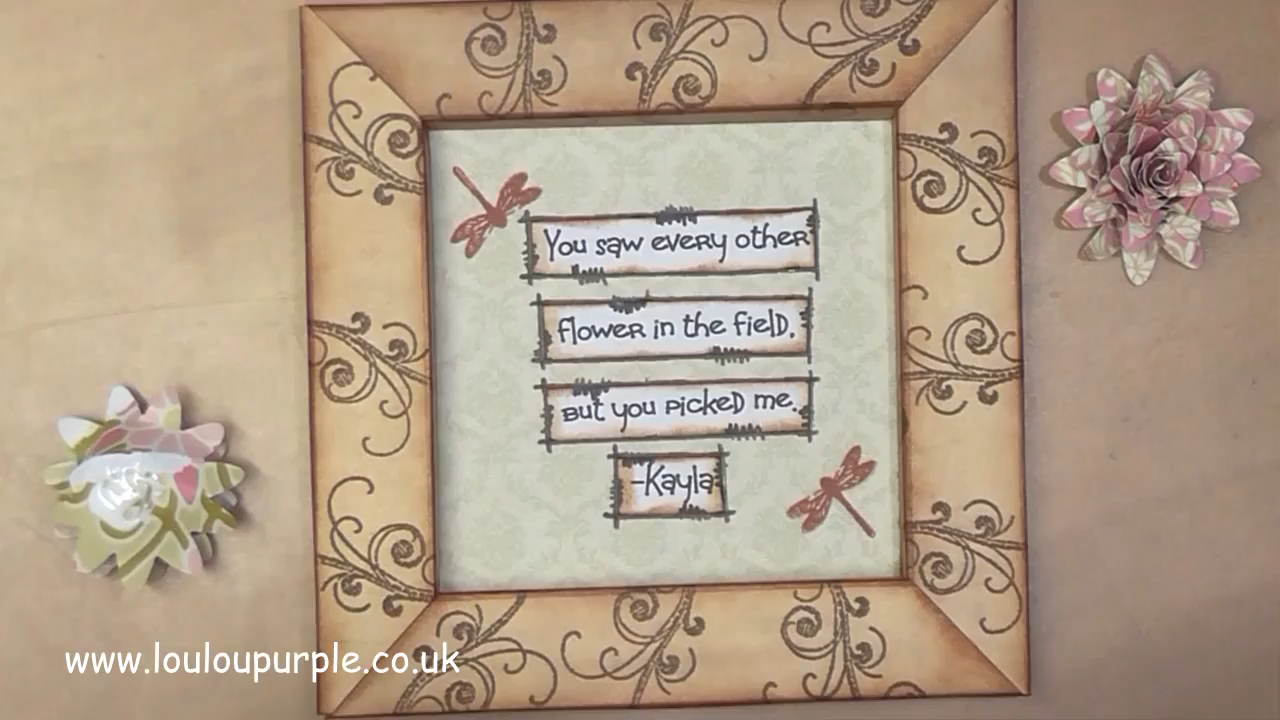 You saw every other
flower in the field,
but you picked me.
-Kayla
www.louloupurple.co.uk